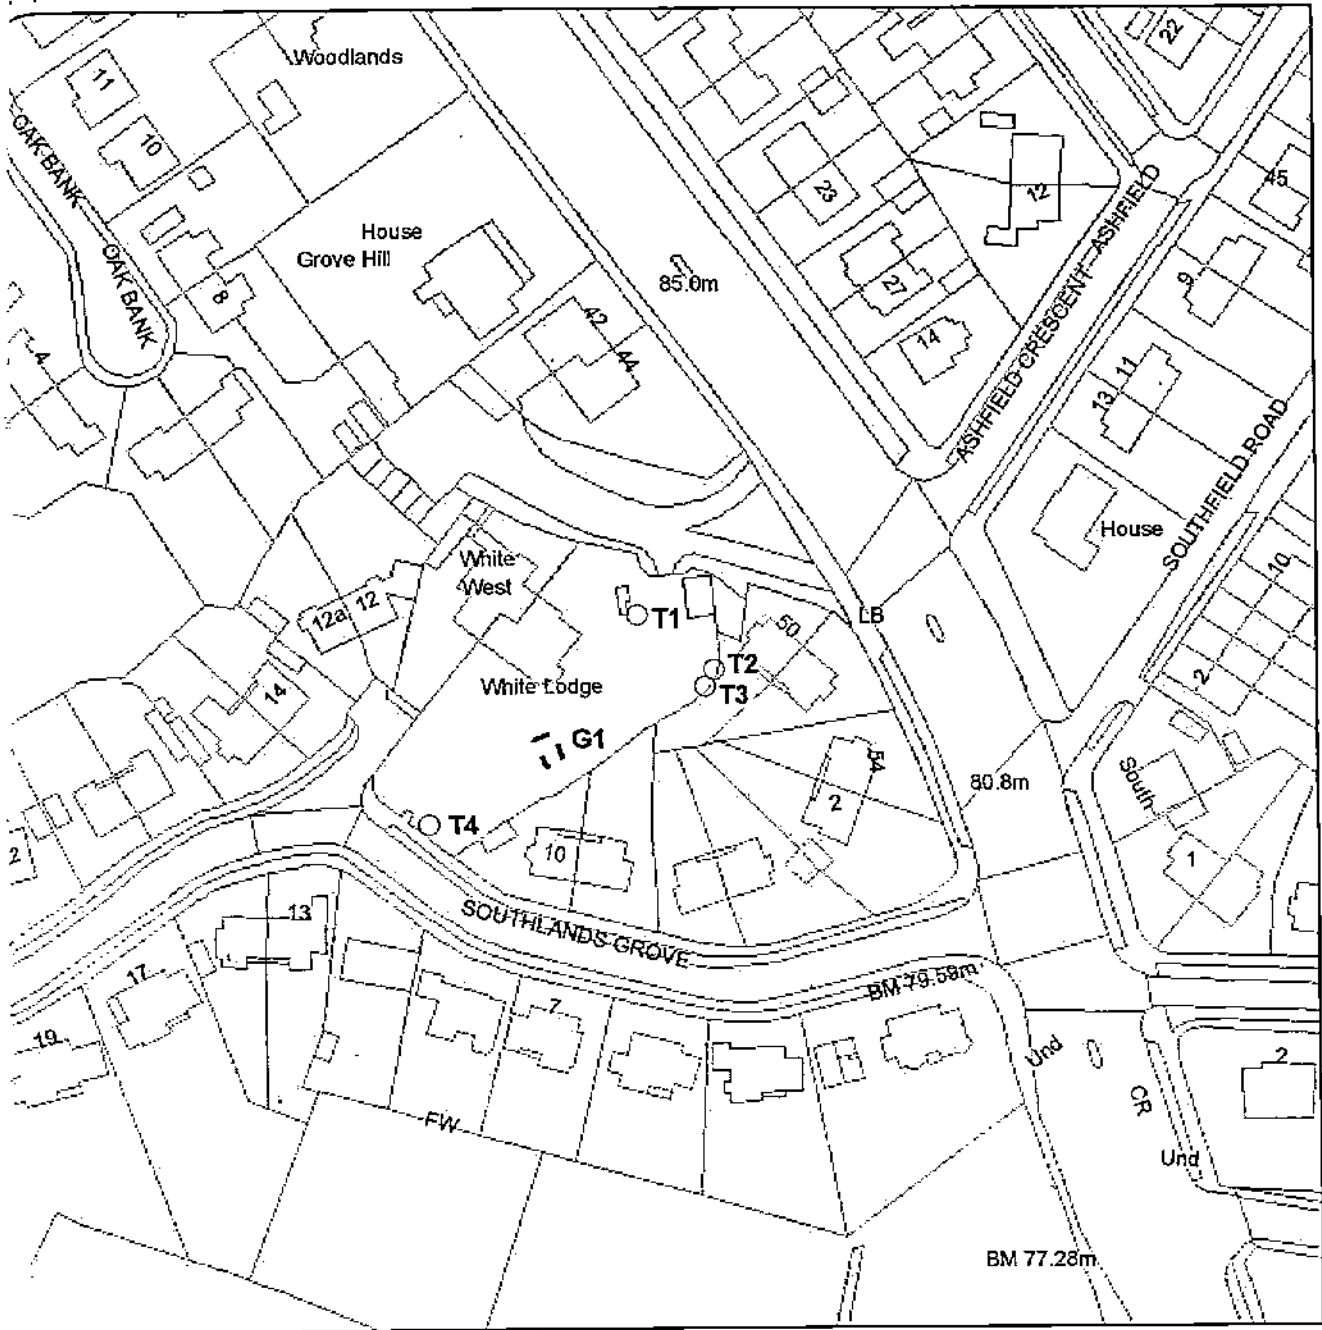 Woodlands
22
11
10
OAK BANK
45
23
12
House
Grove Hill
OAK BANK
85.0m
27
9
8
42
44
14
4
11
13
ASHFIELD CRESCENT
ASHFIELD
SOUTHFIELD ROAD
House
White
West
10
12a
12
T1
50
LB
T2
T3
White Lodge
14
2
G1
54
South
80.8m
2
T4
10
2
1
13
SOUTHLANDS GROVE
17
BM 79.59m
7
19
Und
2
CR
FW
Und
BM 77.28m